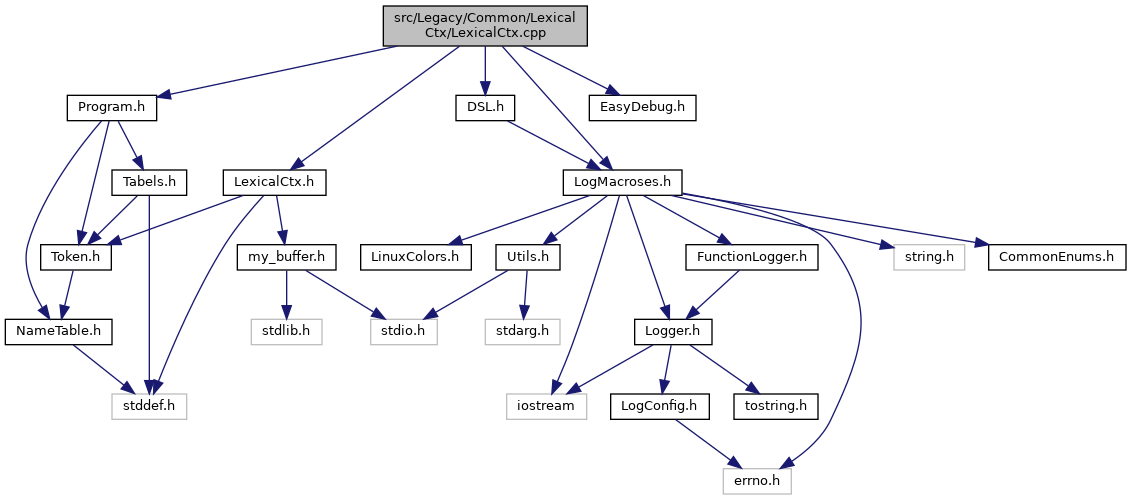 src/Legacy/Common/Lexical
Ctx/LexicalCtx.cpp
Program.h
DSL.h
EasyDebug.h
Tabels.h
LexicalCtx.h
LogMacroses.h
Token.h
my_buffer.h
LinuxColors.h
Utils.h
FunctionLogger.h
string.h
CommonEnums.h
NameTable.h
stdlib.h
stdio.h
stdarg.h
Logger.h
stddef.h
iostream
LogConfig.h
tostring.h
errno.h